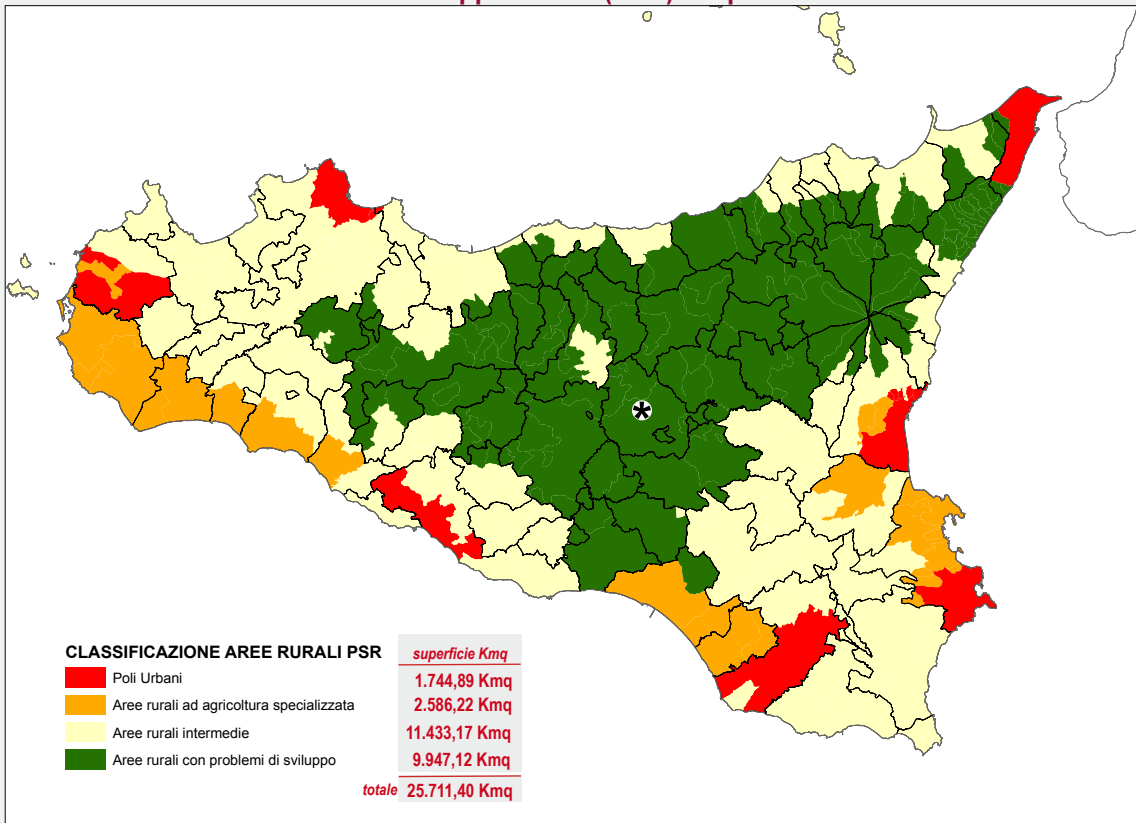 CLASSIFICAZIONE AREE RURALI PSR superficie Kmq
Poli Urbani 1.744,89 Kmq
Aree rurali ad agricoltura specializzata 2.586,22 Kmq
Aree rurali intermedie 11.433,17 Kmq
Aree rurali con problemi di sviluppo 9.947,12 Kmq
totale 25.711,40 Kmq